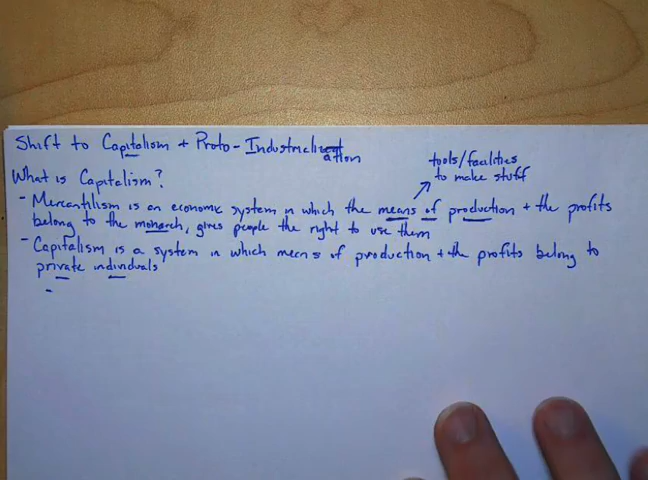 Shift to Capitalism + Proto-Industrialization
tools/facilities
to make stuff
What is Capitalism?
- Mercantilism is an economic system in which the means of production + the profits
belong to the monarch, gives people the right to use them
- Capitalism is a system in which means of production + the profits belong to
private indivduals
-